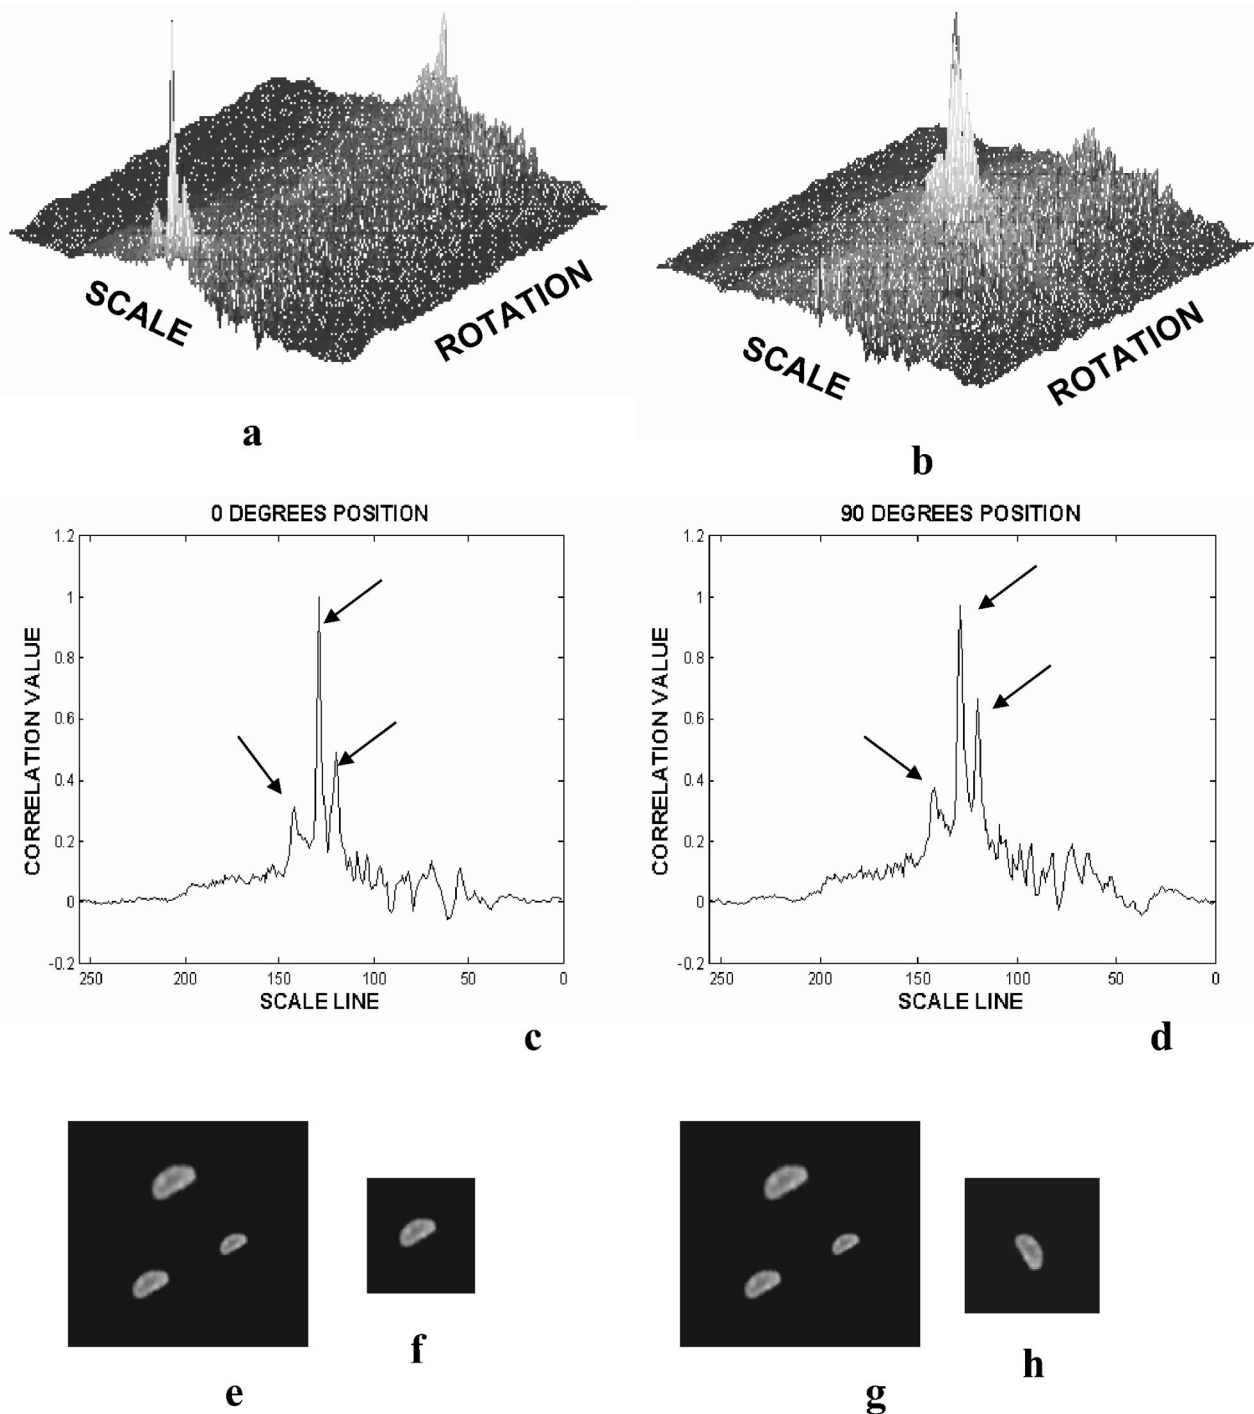 SCALE
ROTATION
a
SCALE
ROTATION
b
0 DEGREES POSITION
1.2
1
0.8
0.6
0.4
0.2
0
-0.2
CORRELATION VALUE
250 200 150 100 50 0
SCALE LINE
c
90 DEGREES POSITION
1.2
1
0.8
0.6
0.4
0.2
0
-0.2
CORRELATION VALUE
250 200 150 100 50 0
SCALE LINE
d
e
f
g
h